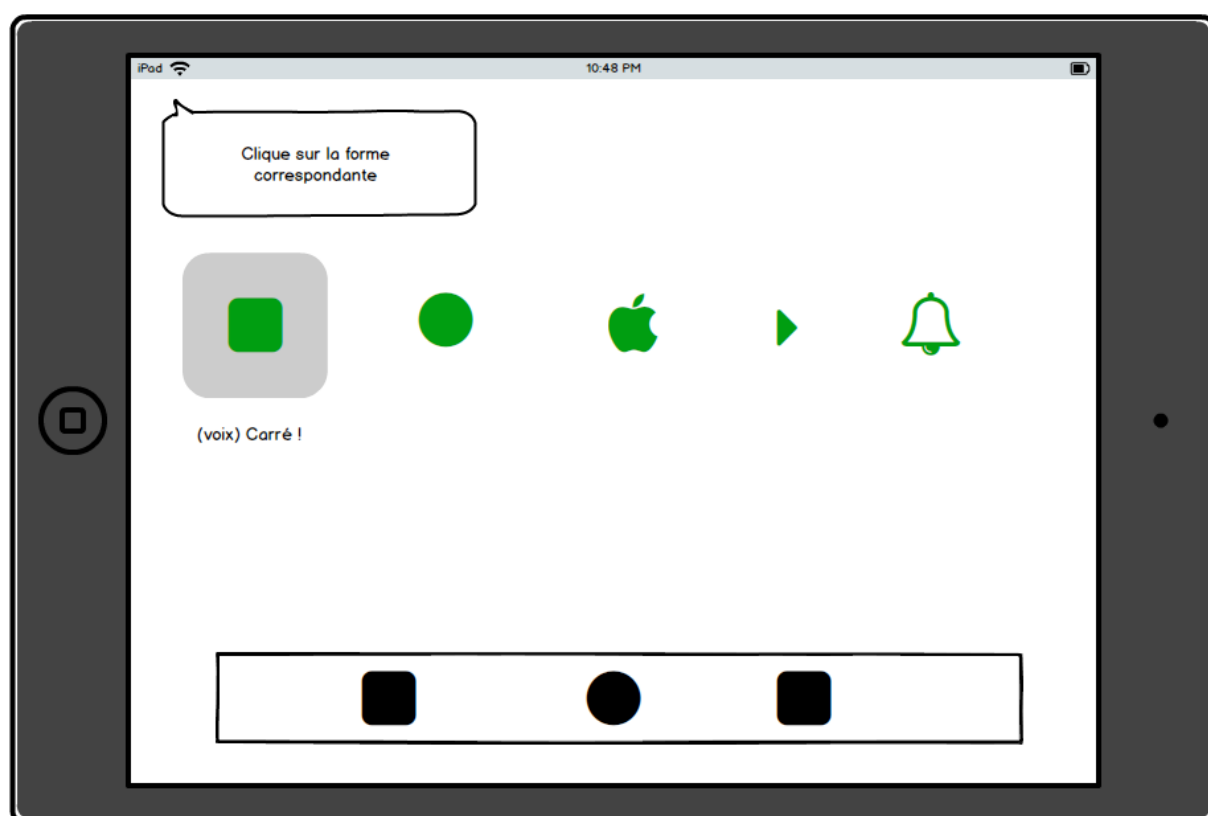 iPad
10:48 PM
Clique sur la forme
correspondante
(voix) Carré !